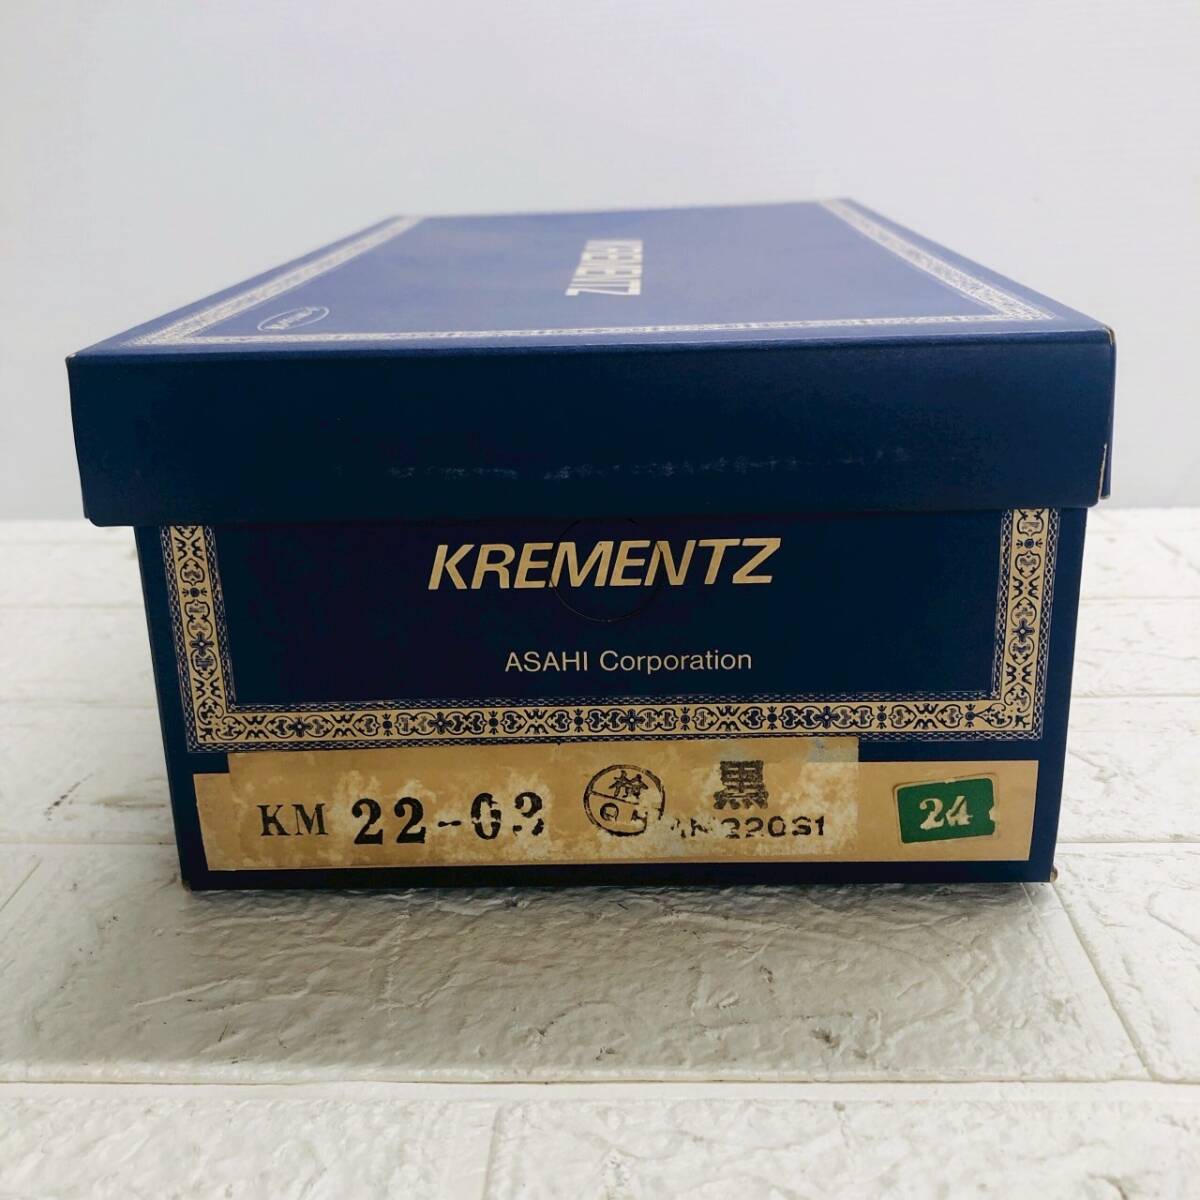 KREMENTZ
KREMENTZ
ASAHI Corporation
KM 22-03
黒
24